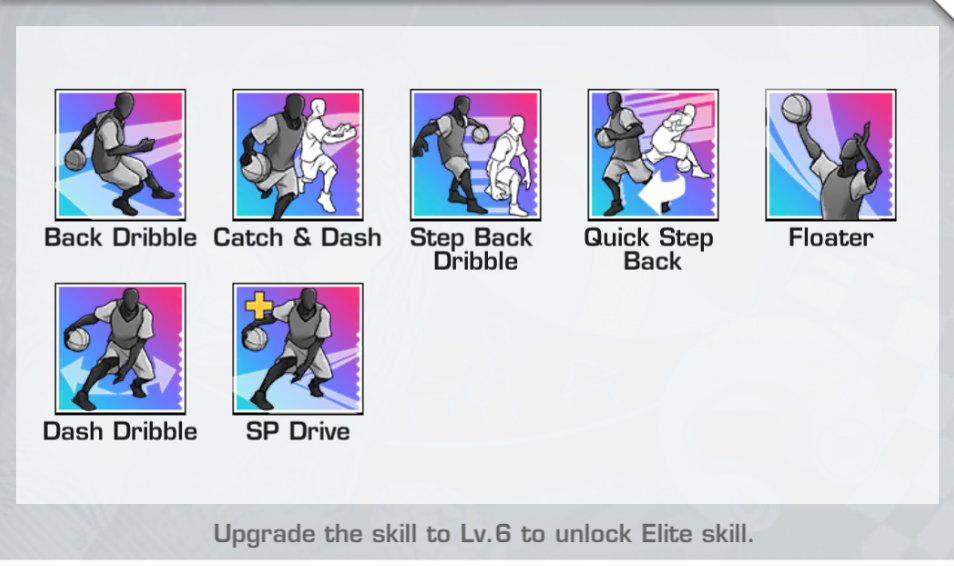 Back Dribble Catch & Dash Step Back Quick Step Floater
Dribble Back
Dash Dribble SP Drive
Upgrade the skill to Lv.6 to unlock Elite skill.